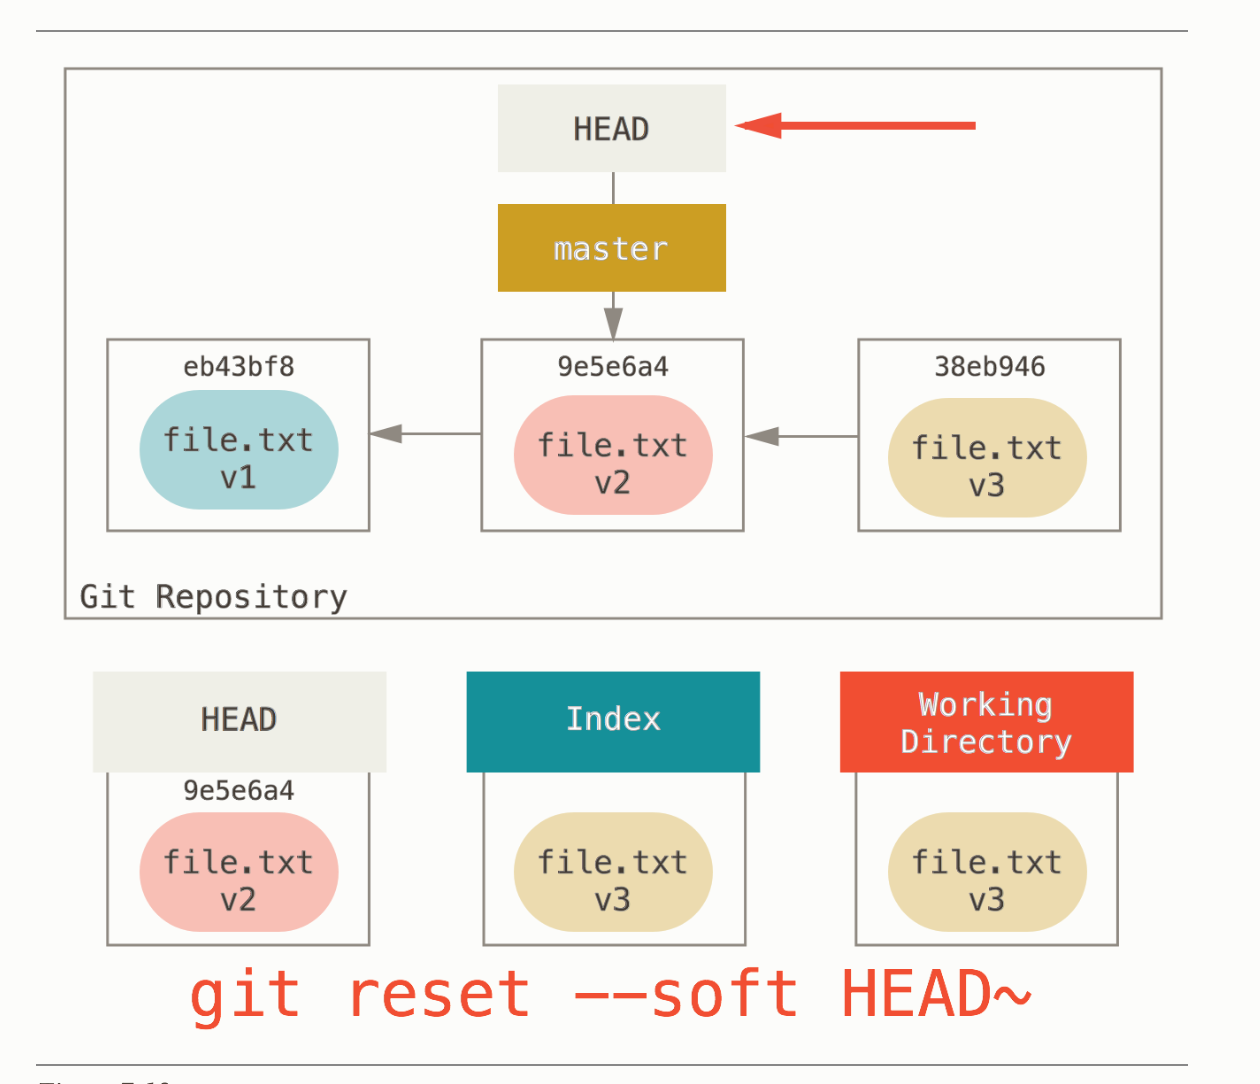 HEAD
master
eb43bf8
9e5e6a4
38eb946
file.txt
v1
file.txt
v2
file.txt
v3
Git Repository
HEAD
Index
Working
Directory
9e5e6a4
file.txt
v2
file.txt
v3
file.txt
v3
git reset --soft HEAD~